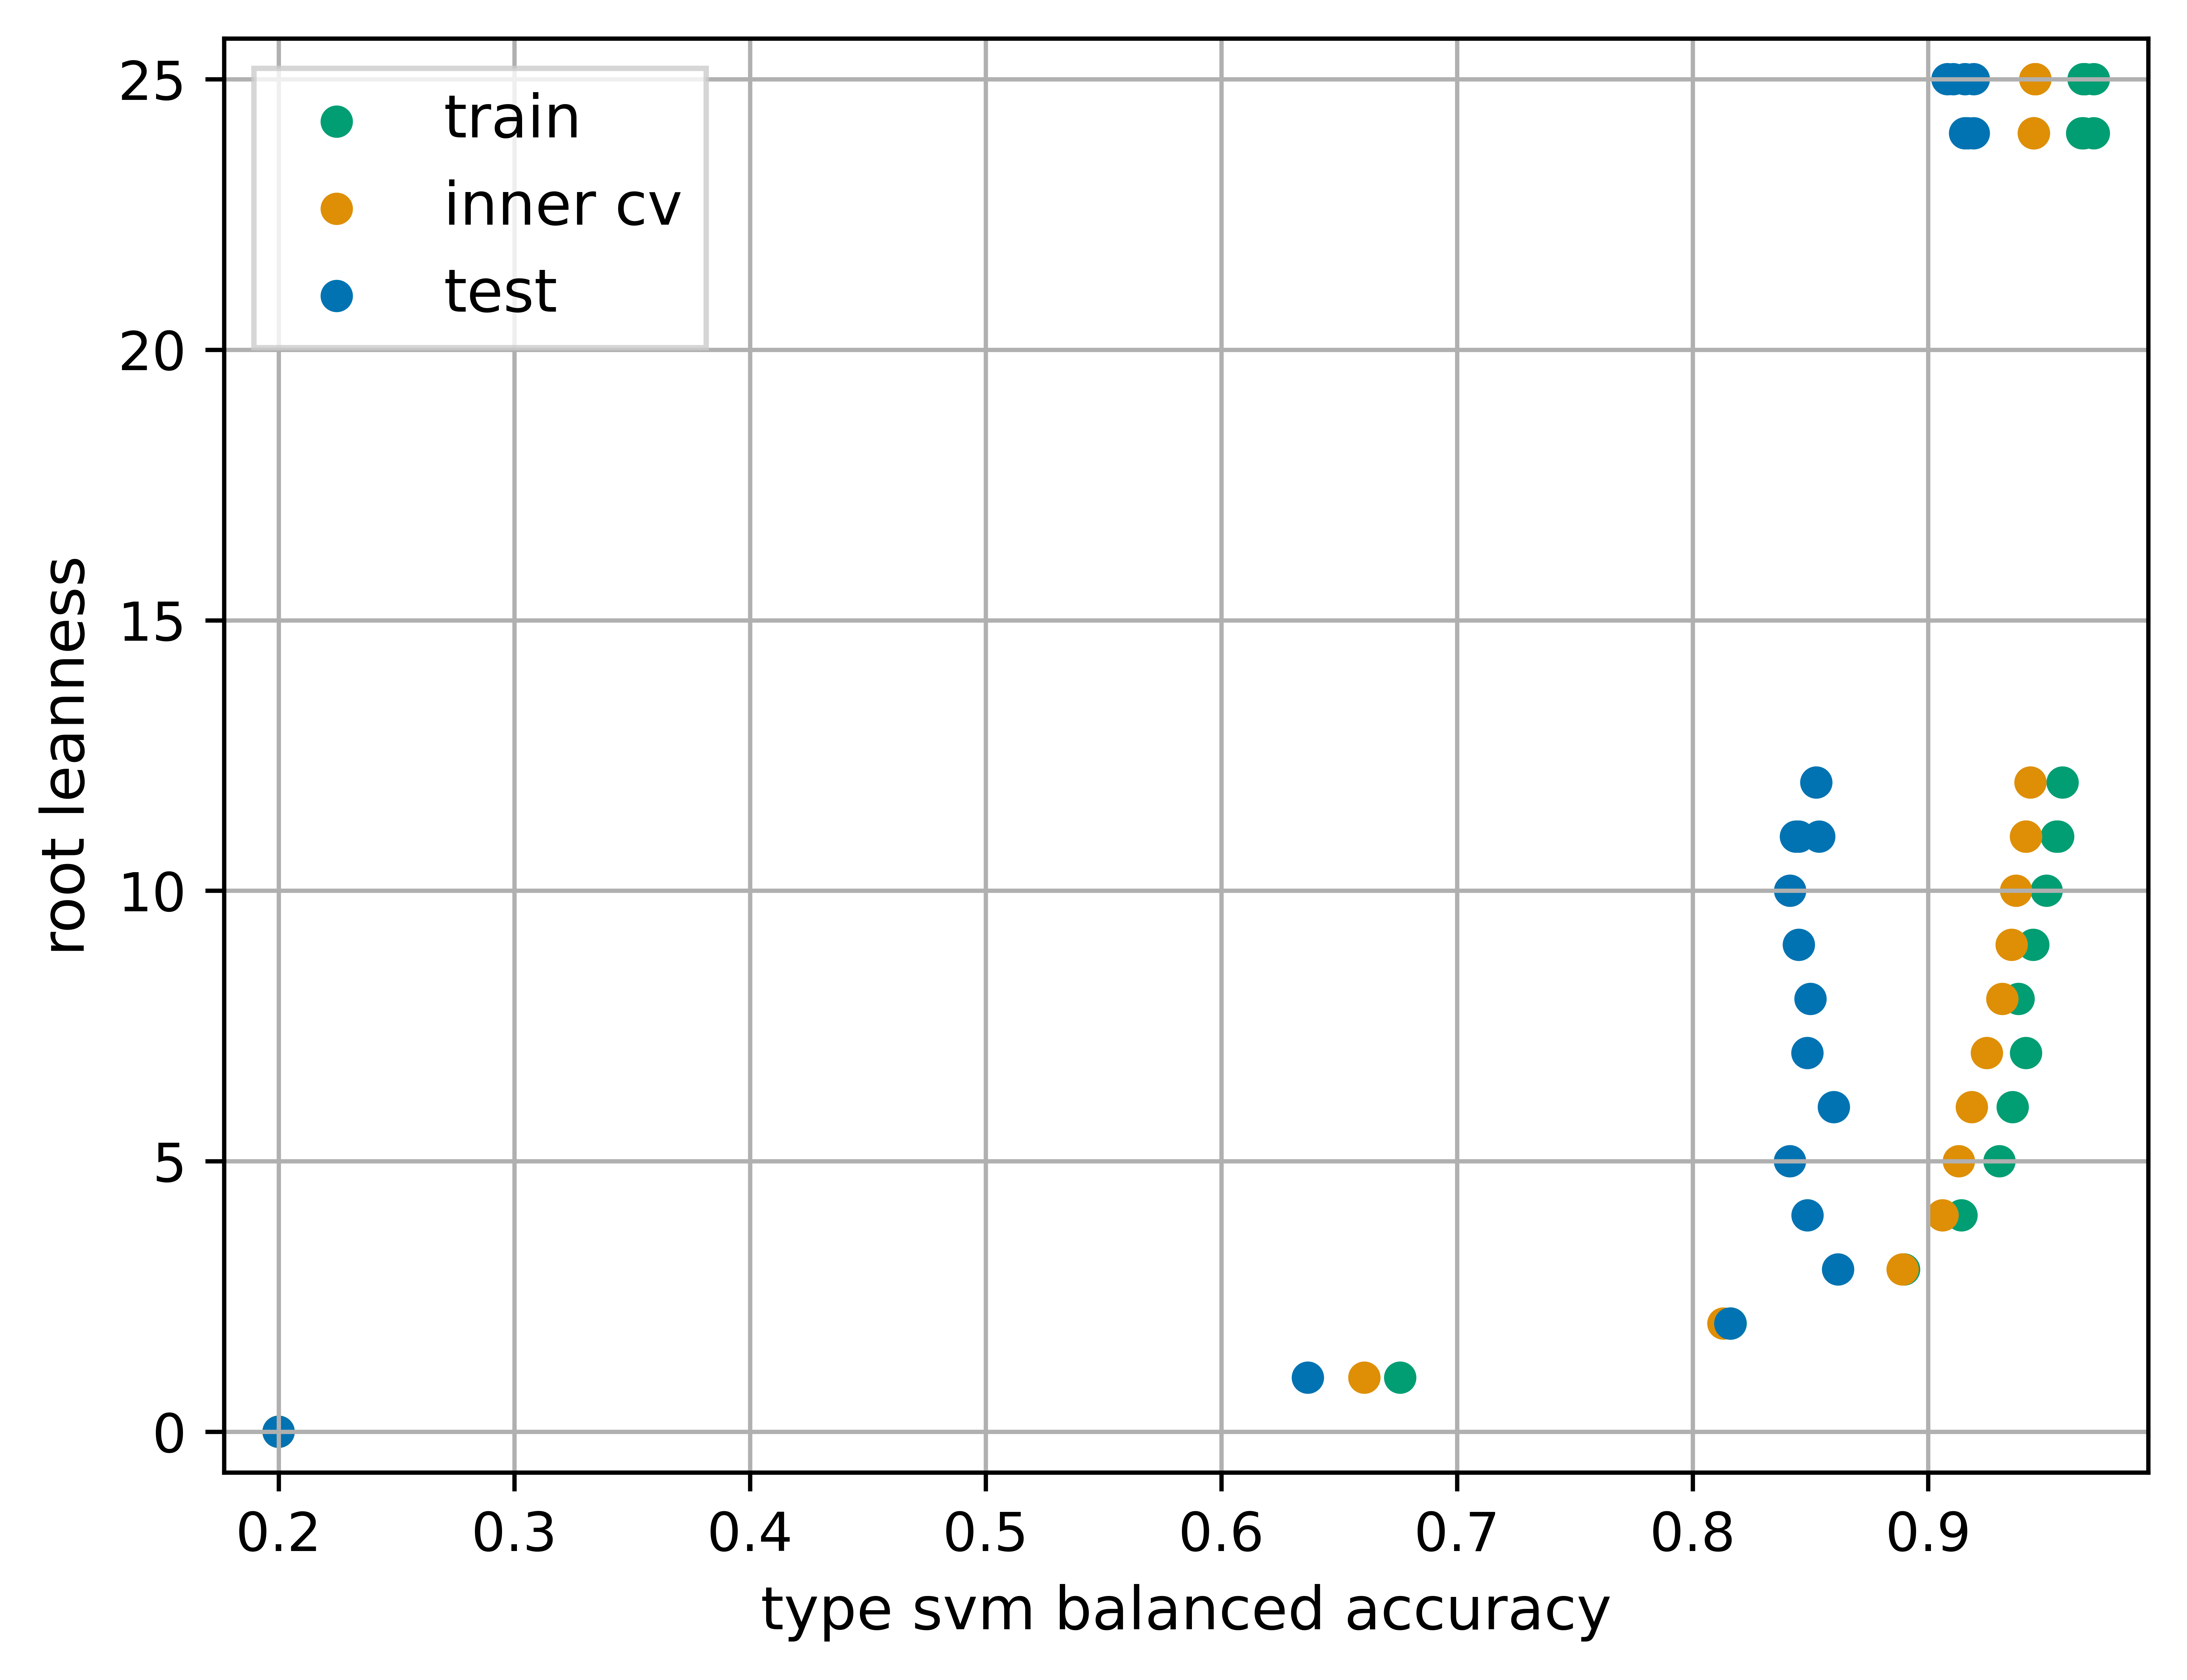 25
20
15
10
5
0
root leanness
train
inner cv
test
0.2 0.3 0.4 0.5 0.6 0.7 0.8 0.9
type svm balanced accuracy